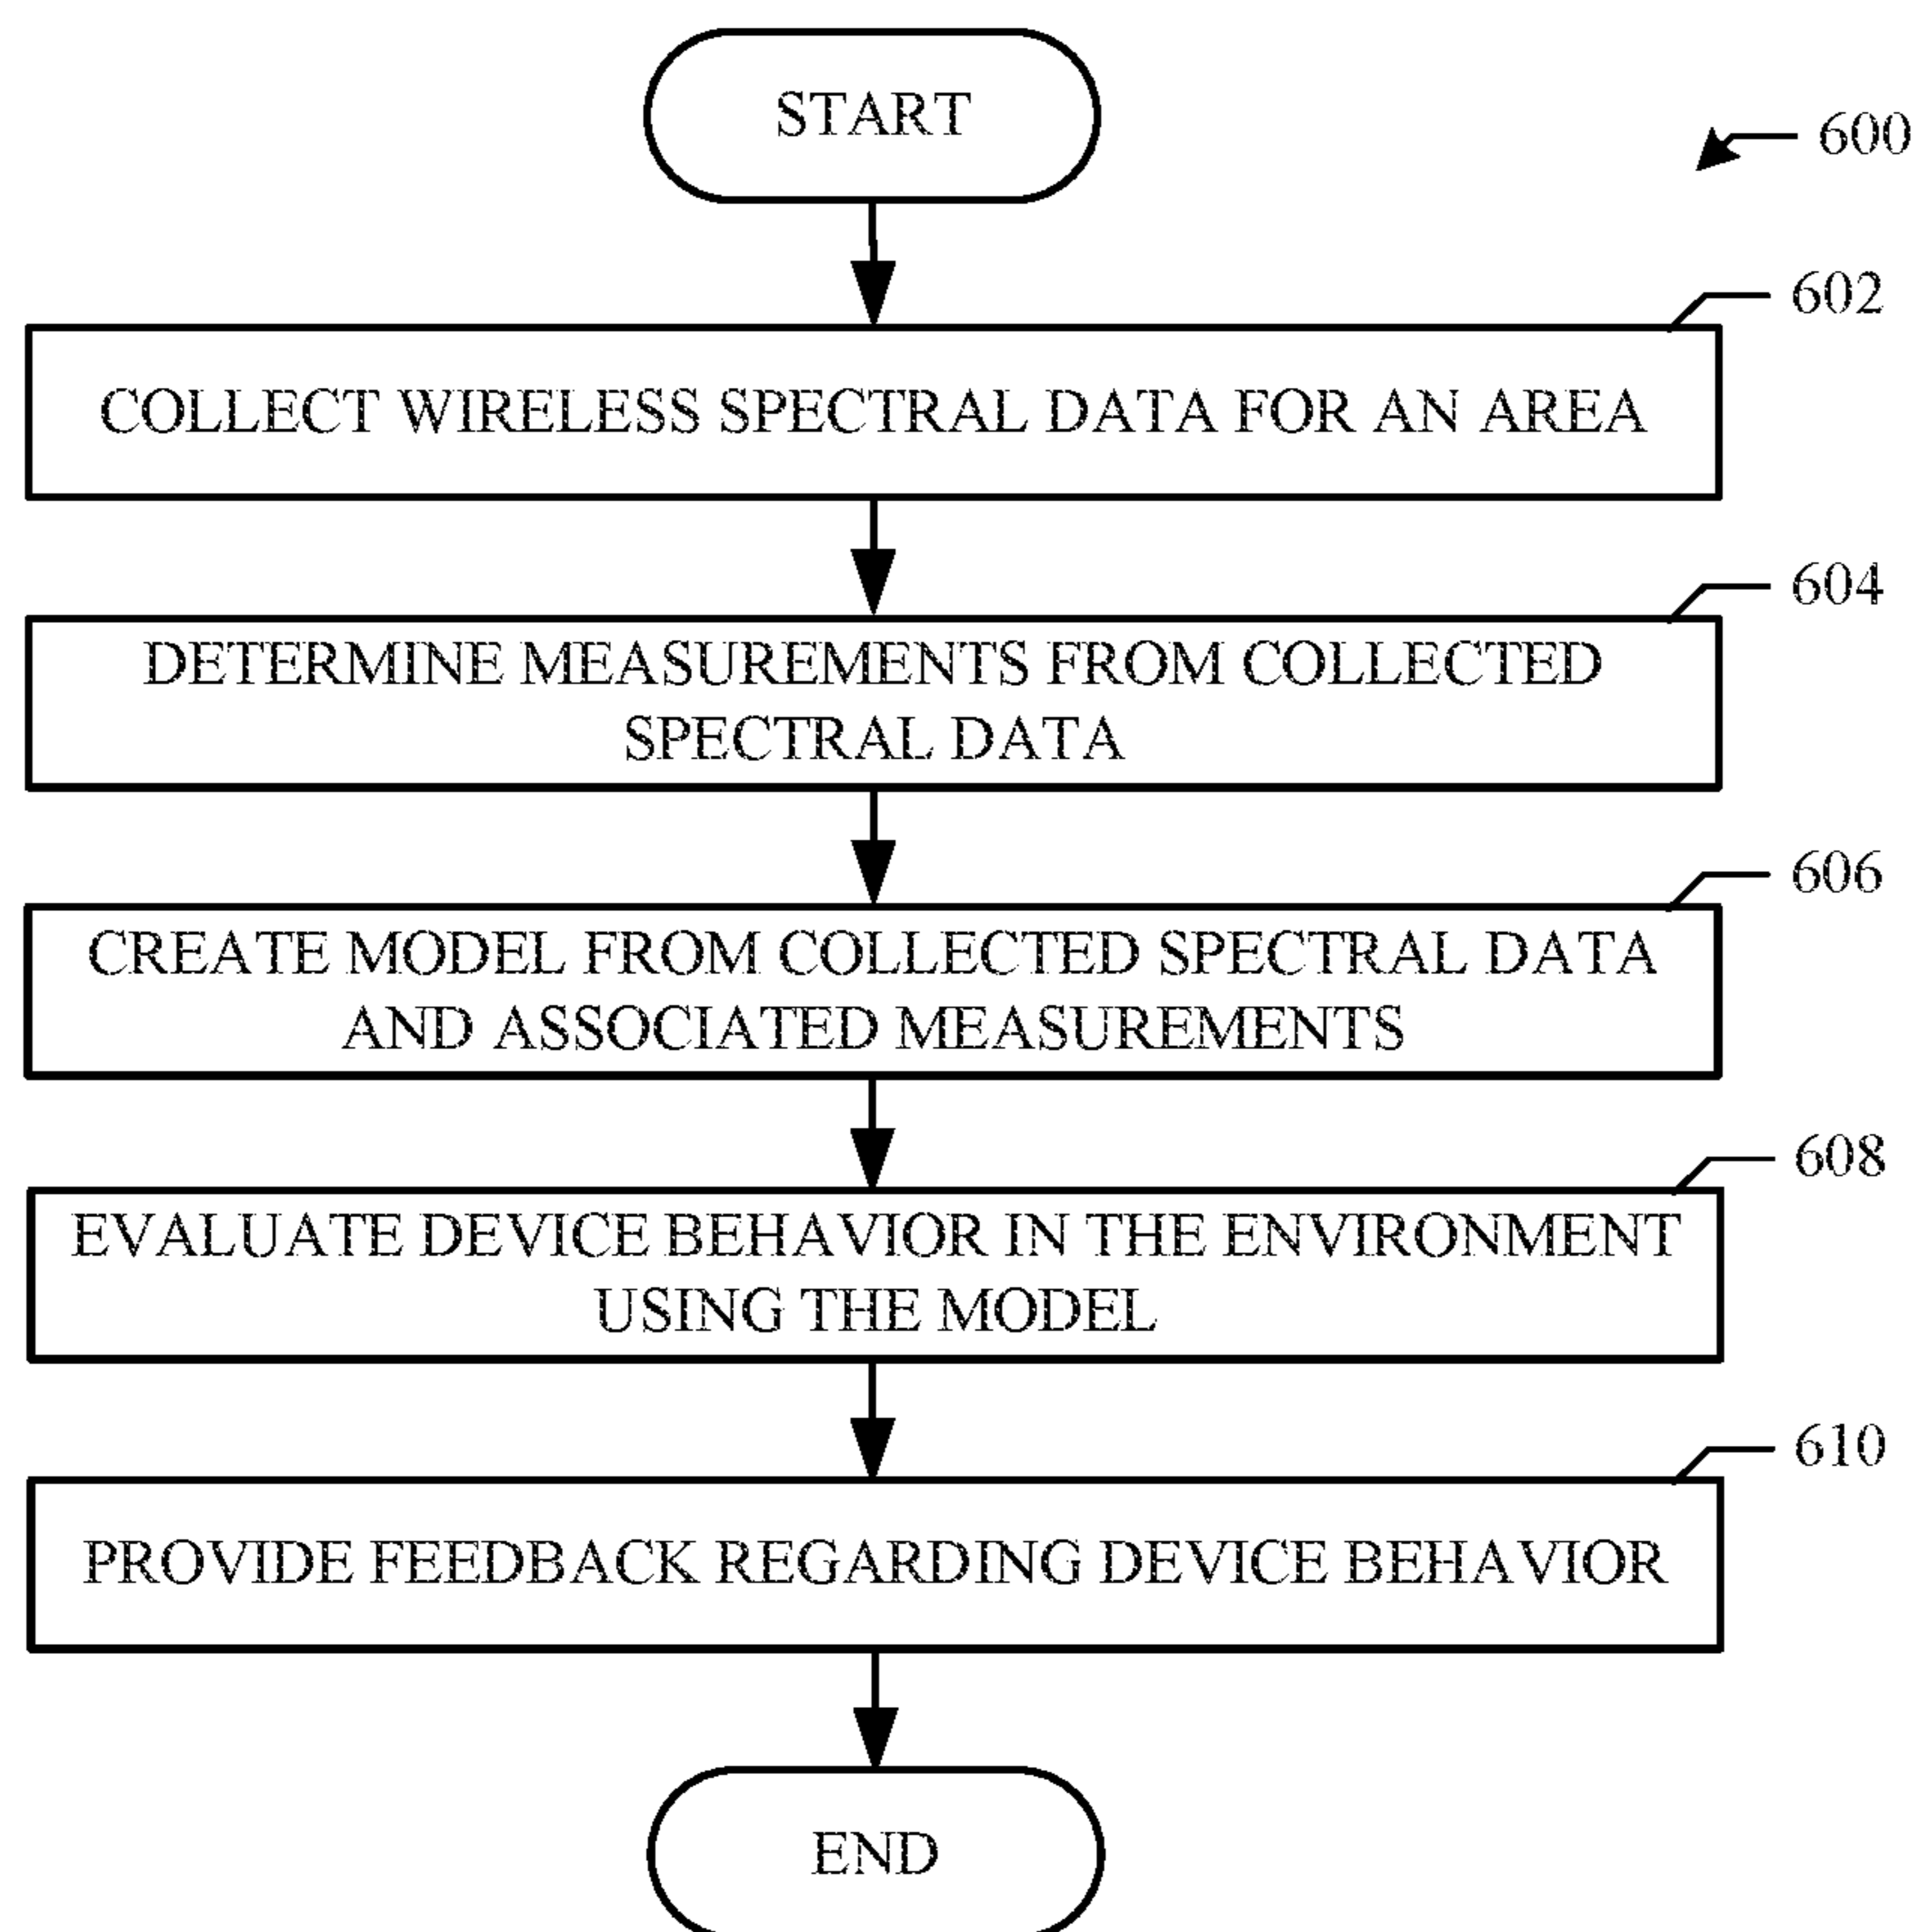 START
600
602
COLLECT WIRELESS SPECTRAL DATA FOR AN AREA
604
DETERMINE MEASUREMENTS FROM COLLECTED
SPECTRAL DATA
606
CREATE MODEL FROM COLLECTED SPECTRAL DATA
AND ASSOCIATED MEASUREMENTS
608
EVALUATE DEVICE BEHAVIOR IN THE ENVIRONMENT
USING THE MODEL
610
PROVIDE FEEDBACK REGARDING DEVICE BEHAVIOR
END